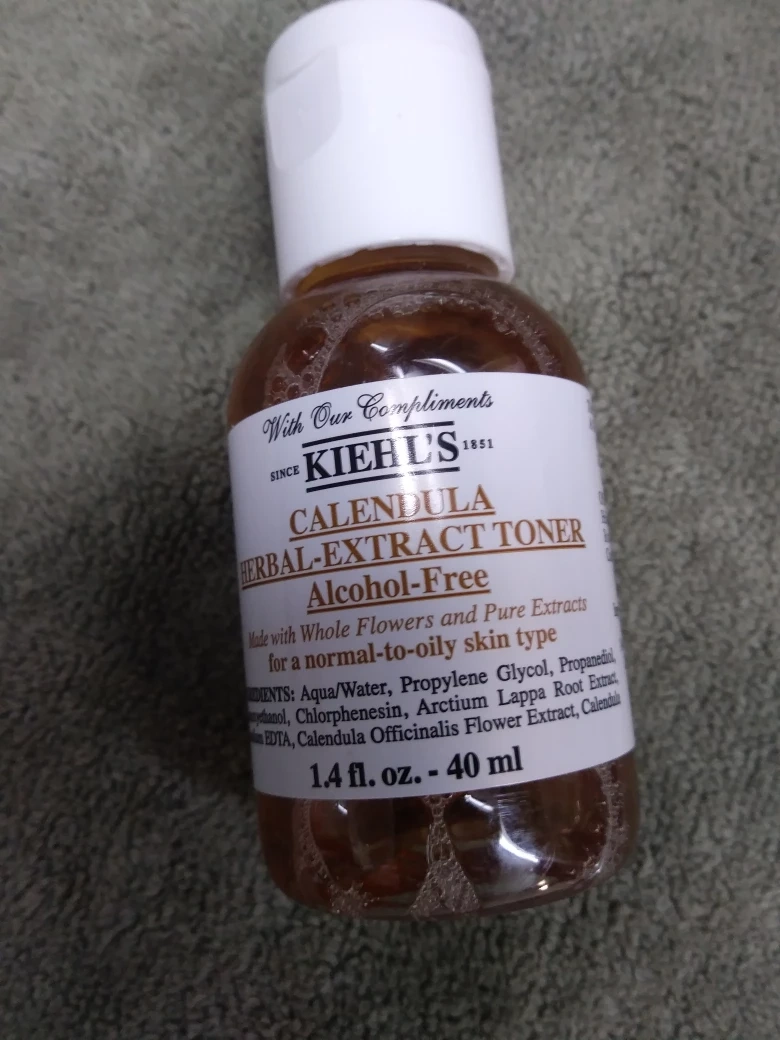 With Our Compliments
SINCE KIEHL'S 1851
CALENDULA
HERBAL-EXTRACT TONER
Alcohol-Free
Made with Whole Flowers and Pure Extracts
for a normal-to-oily skin type
Aqua/Water, Propylene Glycol, Propanediol,
Chlorphenesin, Arctium Lappa Root Extract,
EDTA, Calendula Officinalis Flower Extract, Calendula
1.4 fl. oz. - 40 ml